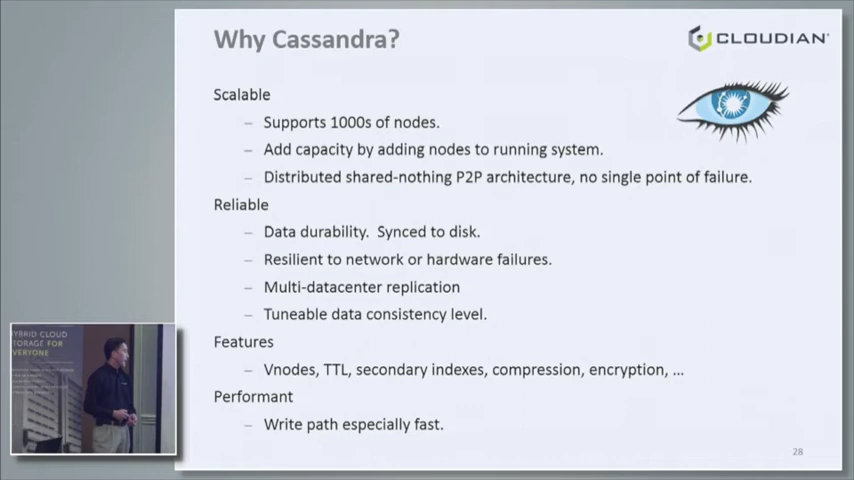 Why Cassandra?
CLOUDIAN
Scalable
– Supports 1000s of nodes.
– Add capacity by adding nodes to running system.
– Distributed shared-nothing P2P architecture, no single point of failure.
Reliable
– Data durability. Synced to disk.
– Resilient to network or hardware failures.
– Multi-datacenter replication
– Tuneable data consistency level.
Features
– Vnodes, TTL, secondary indexes, compression, encryption, ...
Performant
– Write path especially fast.
28
HYBRID CLOUD
STORAGE FOR
EVERYONE